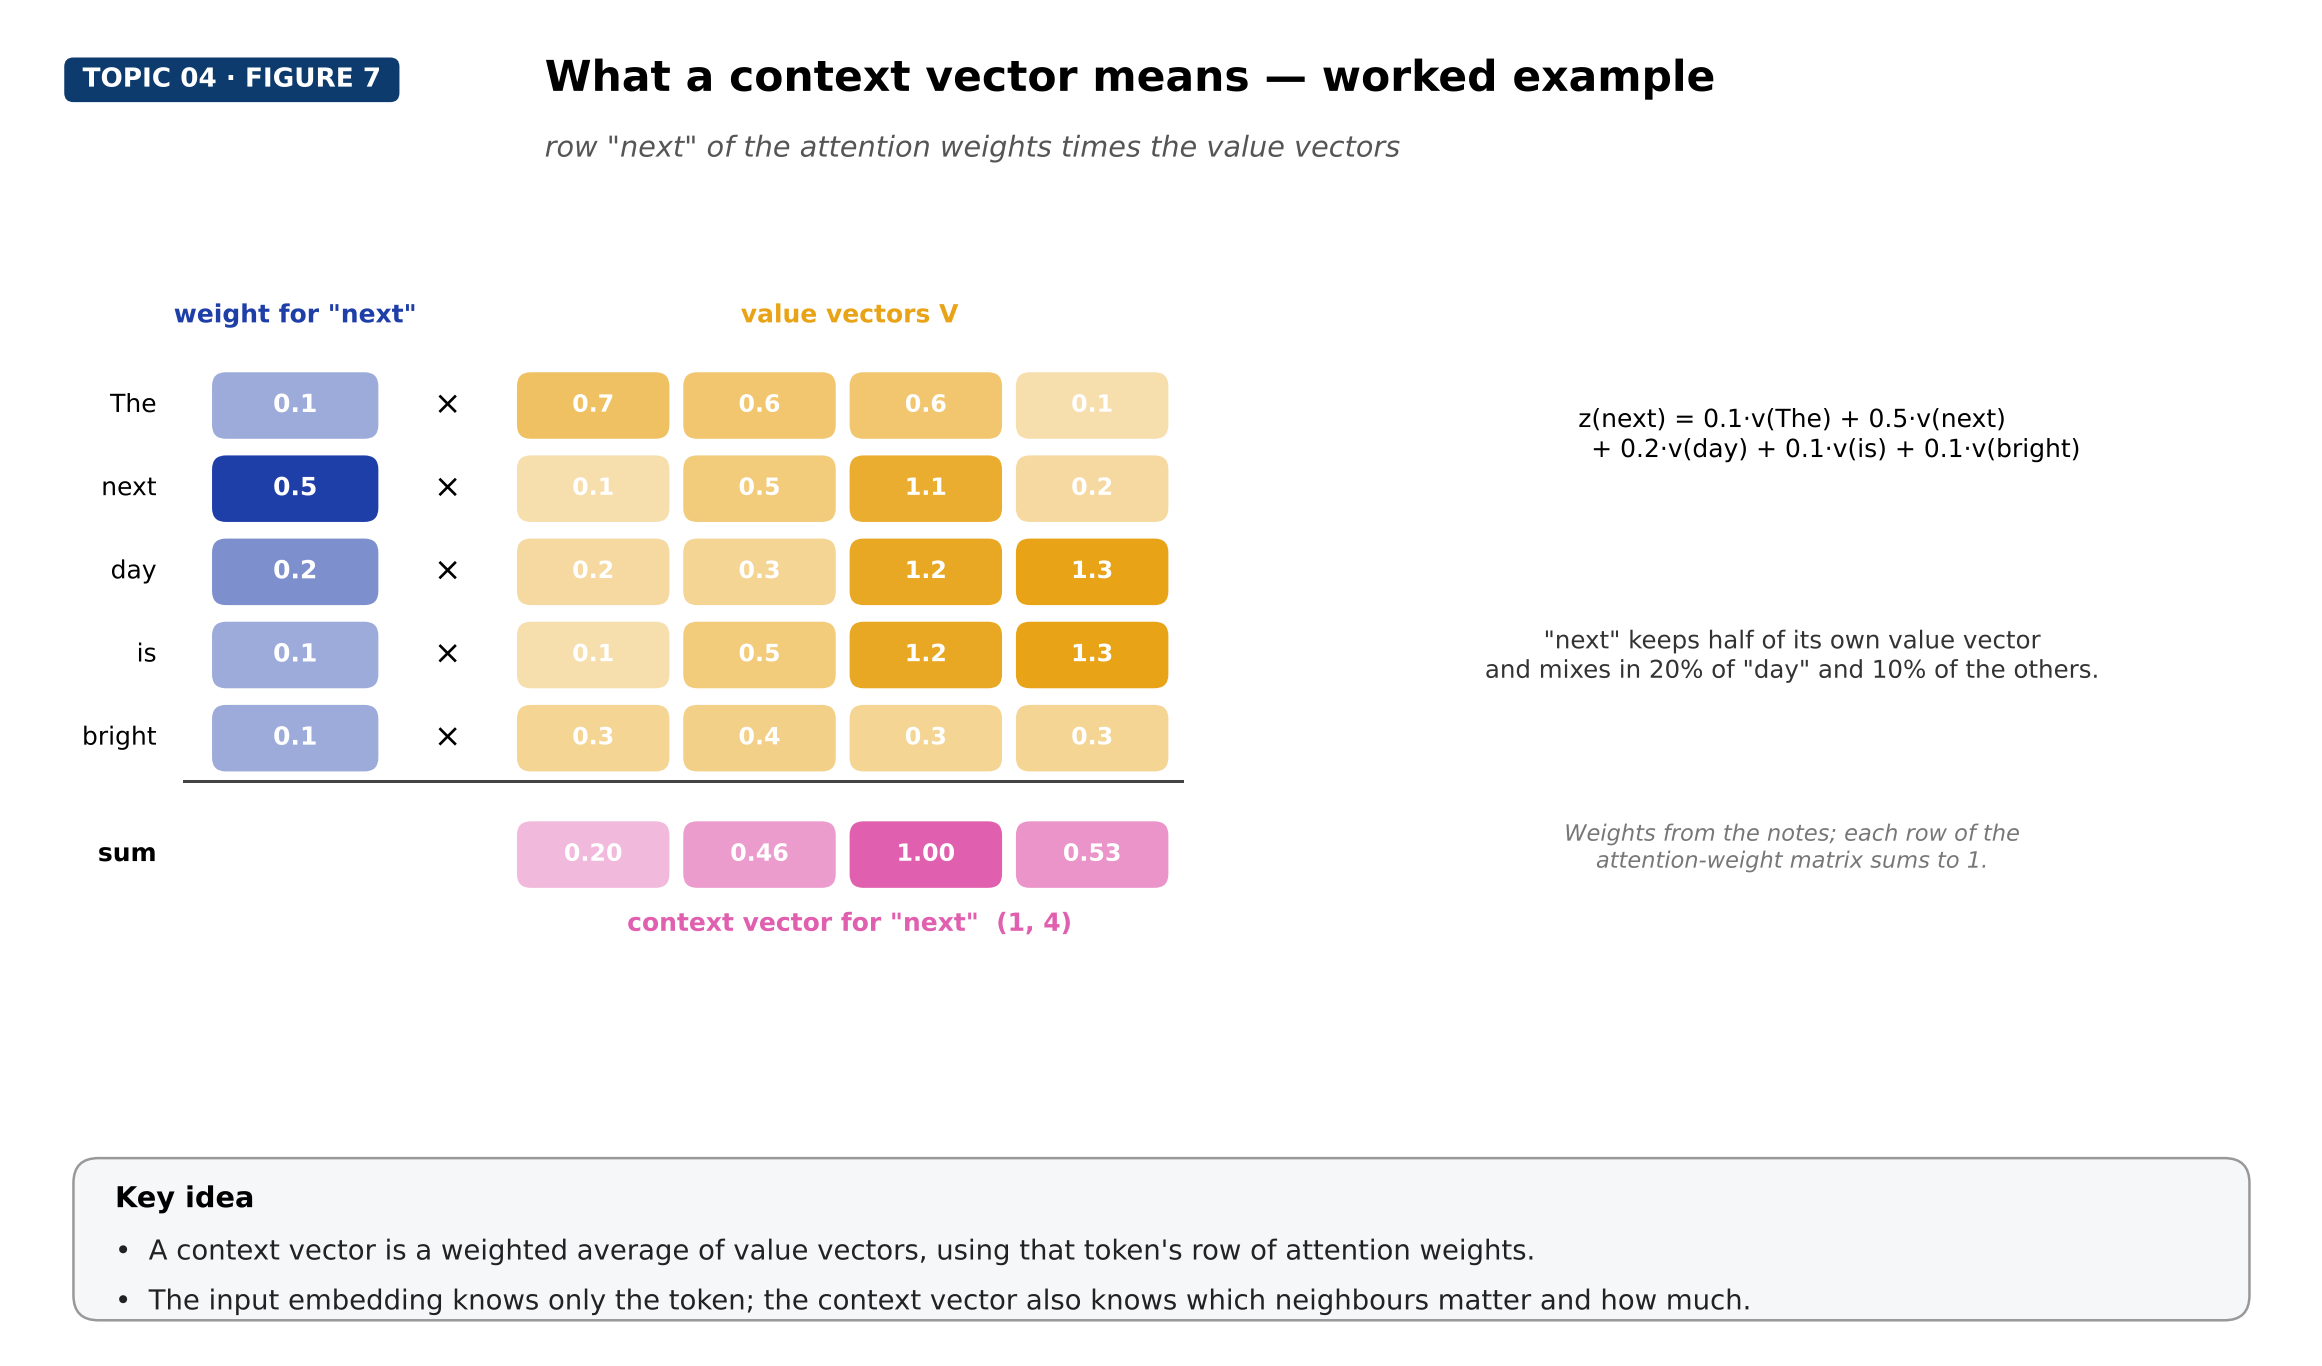 TOPIC 04 · FIGURE 7
What a context vector means — worked example
row "next" of the attention weights times the value vectors
weight for "next" value vectors V
The 0.1 × 0.7 0.6 0.6 0.1
next 0.5 × 0.1 0.5 1.1 0.2
day 0.2 × 0.2 0.3 1.2 1.3
is 0.1 × 0.1 0.5 1.2 1.3
bright 0.1 × 0.3 0.4 0.3 0.3
sum 0.20 0.46 1.00 0.53
context vector for "next" (1, 4)
z(next) = 0.1·v(The) + 0.5·v(next)
+ 0.2·v(day) + 0.1·v(is) + 0.1·v(bright)
"next" keeps half of its own value vector
and mixes in 20% of "day" and 10% of the others.
Weights from the notes; each row of the
attention-weight matrix sums to 1.
Key idea
• A context vector is a weighted average of value vectors, using that token's row of attention weights.
• The input embedding knows only the token; the context vector also knows which neighbours matter and how much.